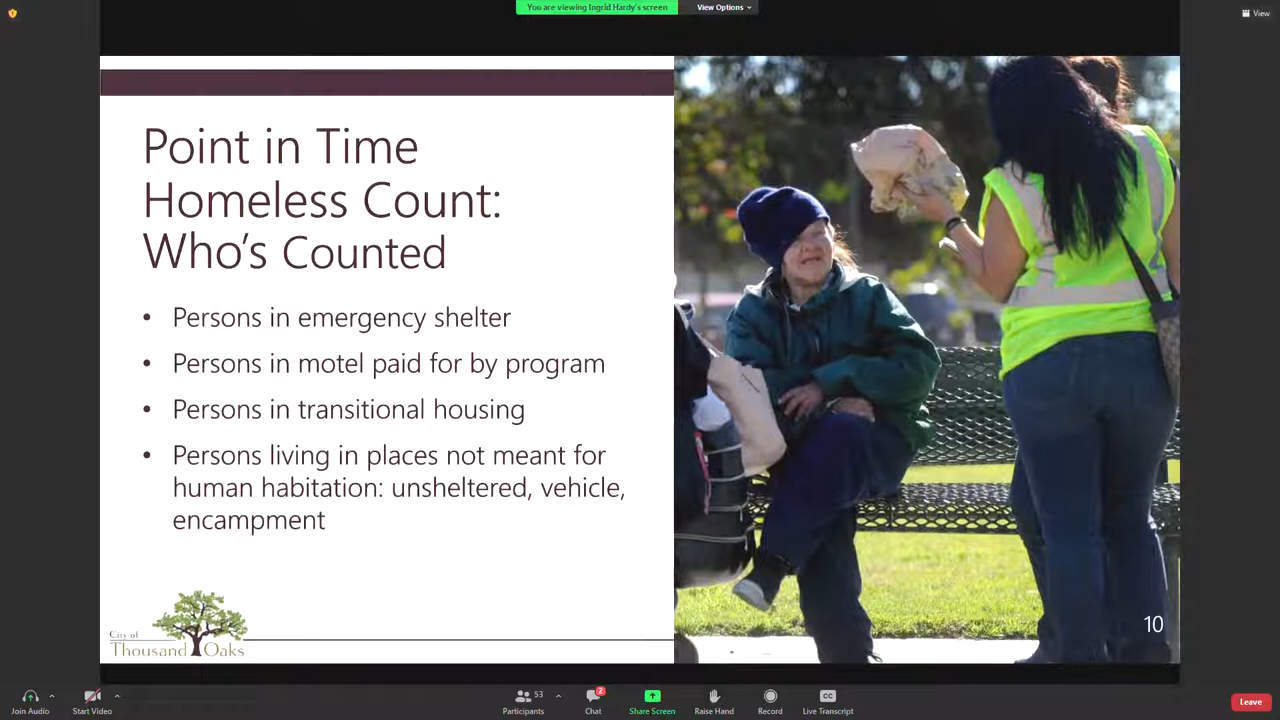 You are viewing Ingrid Hardy's screen
View Options
View
Point in Time
Homeless Count:
Who's Counted
• Persons in emergency shelter
• Persons in motel paid for by program
• Persons in transitional housing
• Persons living in places not meant for
human habitation: unsheltered, vehicle,
encampment
City of
Thousand Oaks
10
Join Audio
Start Video
53
Participants
2
Chat
Share Screen
Raise Hand
Record
CC
Live Transcript
Leave